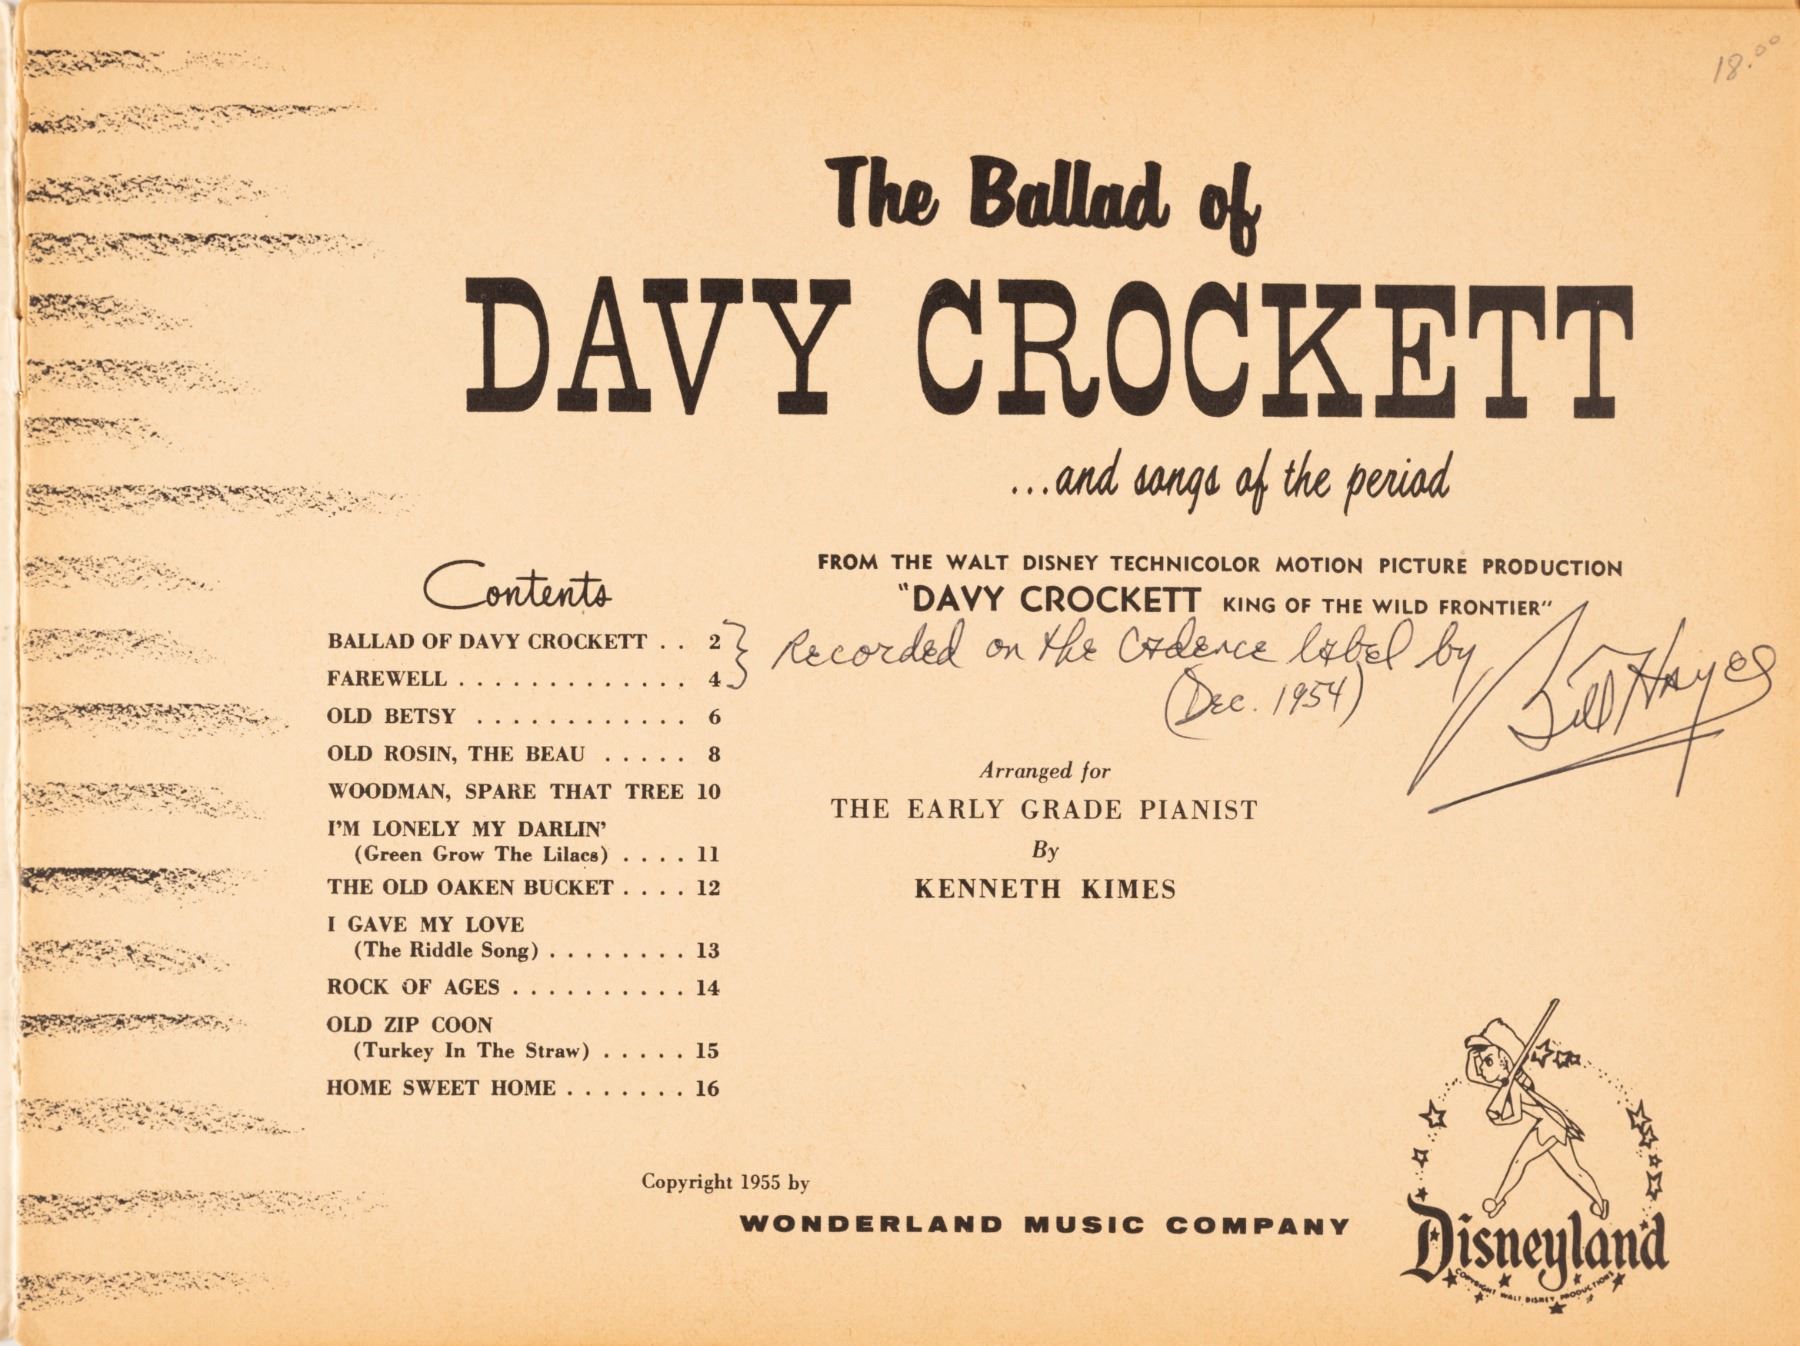 18.00
The Ballad of
DAVY CROCKETT
...and songs of the period
FROM THE WALT DISNEY TECHNICOLOR MOTION PICTURE PRODUCTION
"DAVY CROCKETT KING OF THE WILD FRONTIER"
Recorded on the Cadence label by Bill Hayes
(Dec. 1954)
Contents
BALLAD OF DAVY CROCKETT . . 2
FAREWELL . . . . . . . . . . . . . 4
OLD BETSY . . . . . . . . . . . . 6
OLD ROSIN, THE BEAU . . . . . 8
WOODMAN, SPARE THAT TREE 10
I'M LONELY MY DARLIN'
(Green Grow The Lilacs) . . . . 11
THE OLD OAKEN BUCKET . . . . 12
I GAVE MY LOVE
(The Riddle Song) . . . . . . . . 13
ROCK OF AGES . . . . . . . . . . 14
OLD ZIP COON
(Turkey In The Straw) . . . . . 15
HOME SWEET HOME . . . . . . . 16
Arranged for
THE EARLY GRADE PIANIST
By
KENNETH KIMES
Copyright 1955 by
WONDERLAND MUSIC COMPANY
Disneyland
COPYRIGHT WALT DISNEY PRODUCTIONS